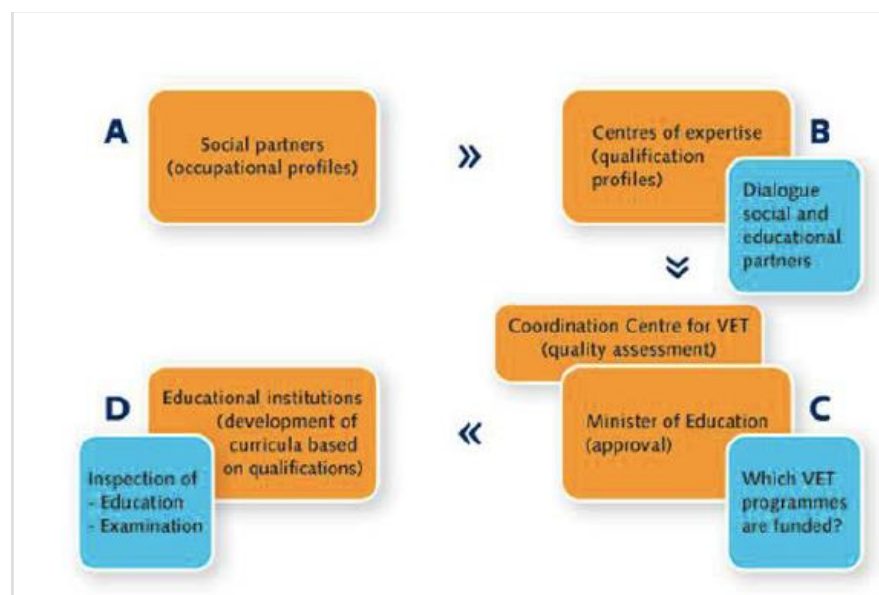 A
Social partners
(occupational profiles)
»
Centres of expertise
(qualification
profiles)
B
Dialogue
social and
educational
partners
Coordination Centre for VET
(quality assessment)
Minister of Education
(approval)
C
Which VET
programmes
are funded?
«
D
Educational institutions
(development of
curricula based
on qualifications)
Inspection of
- Education
- Examination